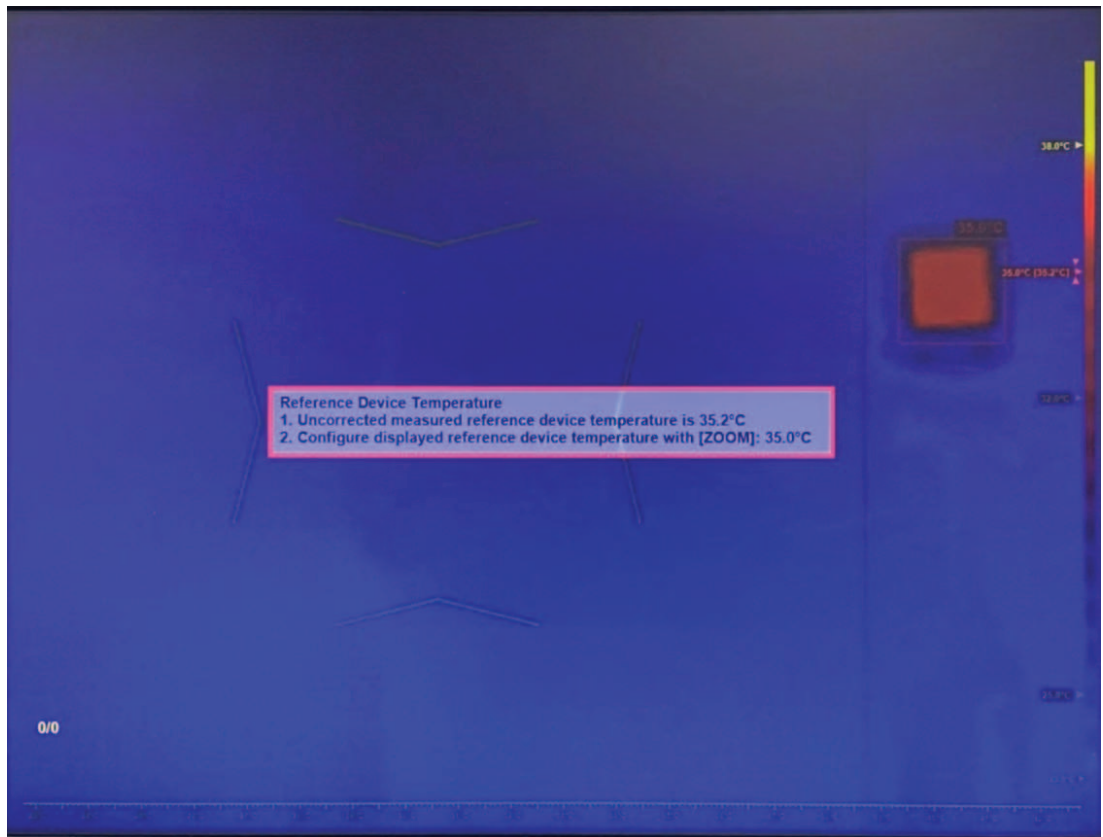 38.0°C
35.0°C
35.0°C [35.2°C]
Reference Device Temperature
1. Uncorrected measured reference device temperature is 35.2°C
2. Configure displayed reference device temperature with [ZOOM]: 35.0°C
0/0